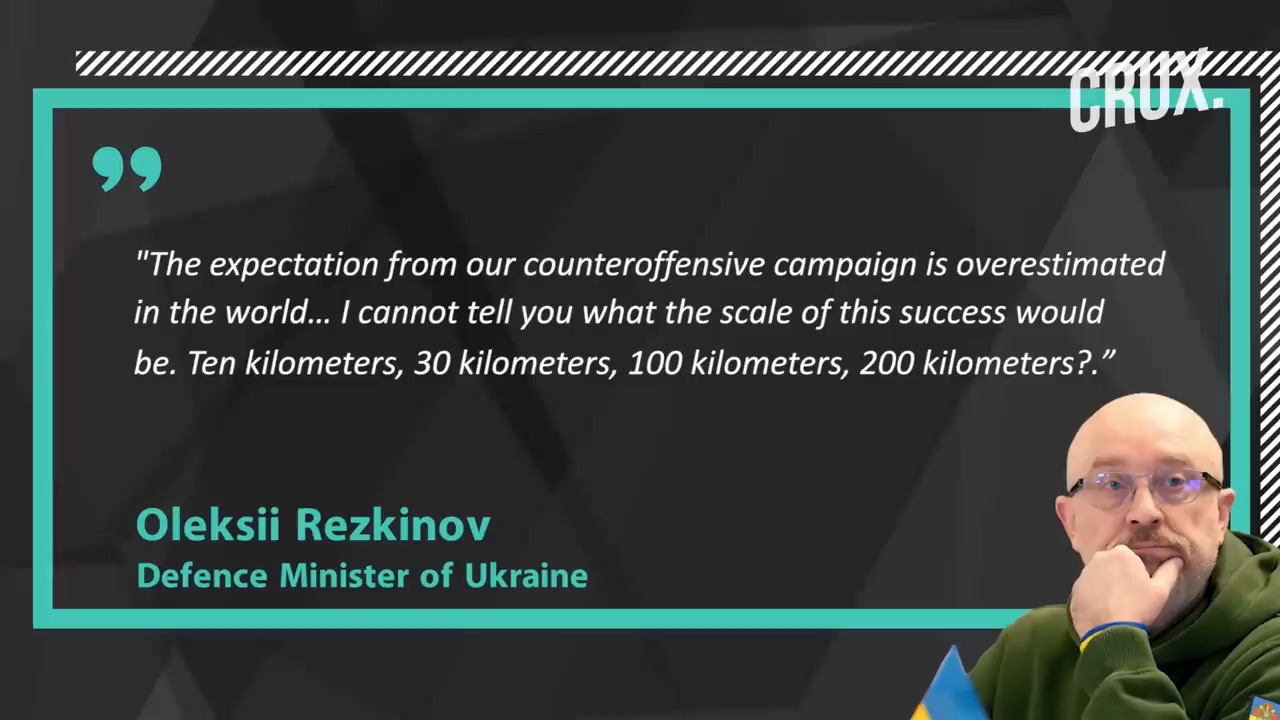 CRUX.
"The expectation from our counteroffensive campaign is overestimated
in the world... I cannot tell you what the scale of this success would
be. Ten kilometers, 30 kilometers, 100 kilometers, 200 kilometers?.”
Oleksii Rezkinov
Defence Minister of Ukraine